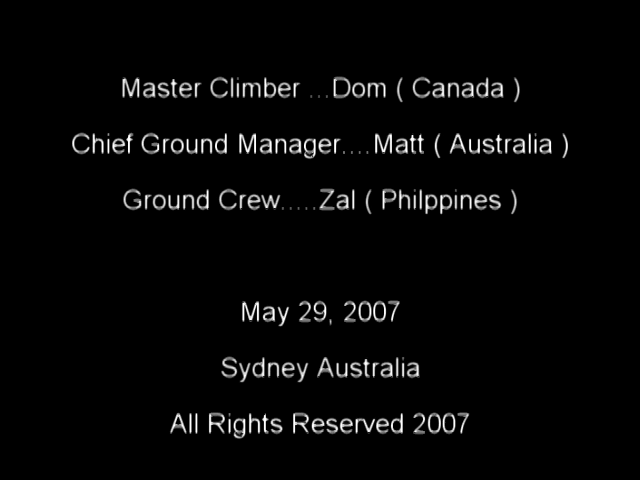 Master Climber ...Dom ( Canada )
Chief Ground Manager....Matt ( Australia )
Ground Crew.....Zal ( Philppines )
May 29, 2007
Sydney Australia
All Rights Reserved 2007